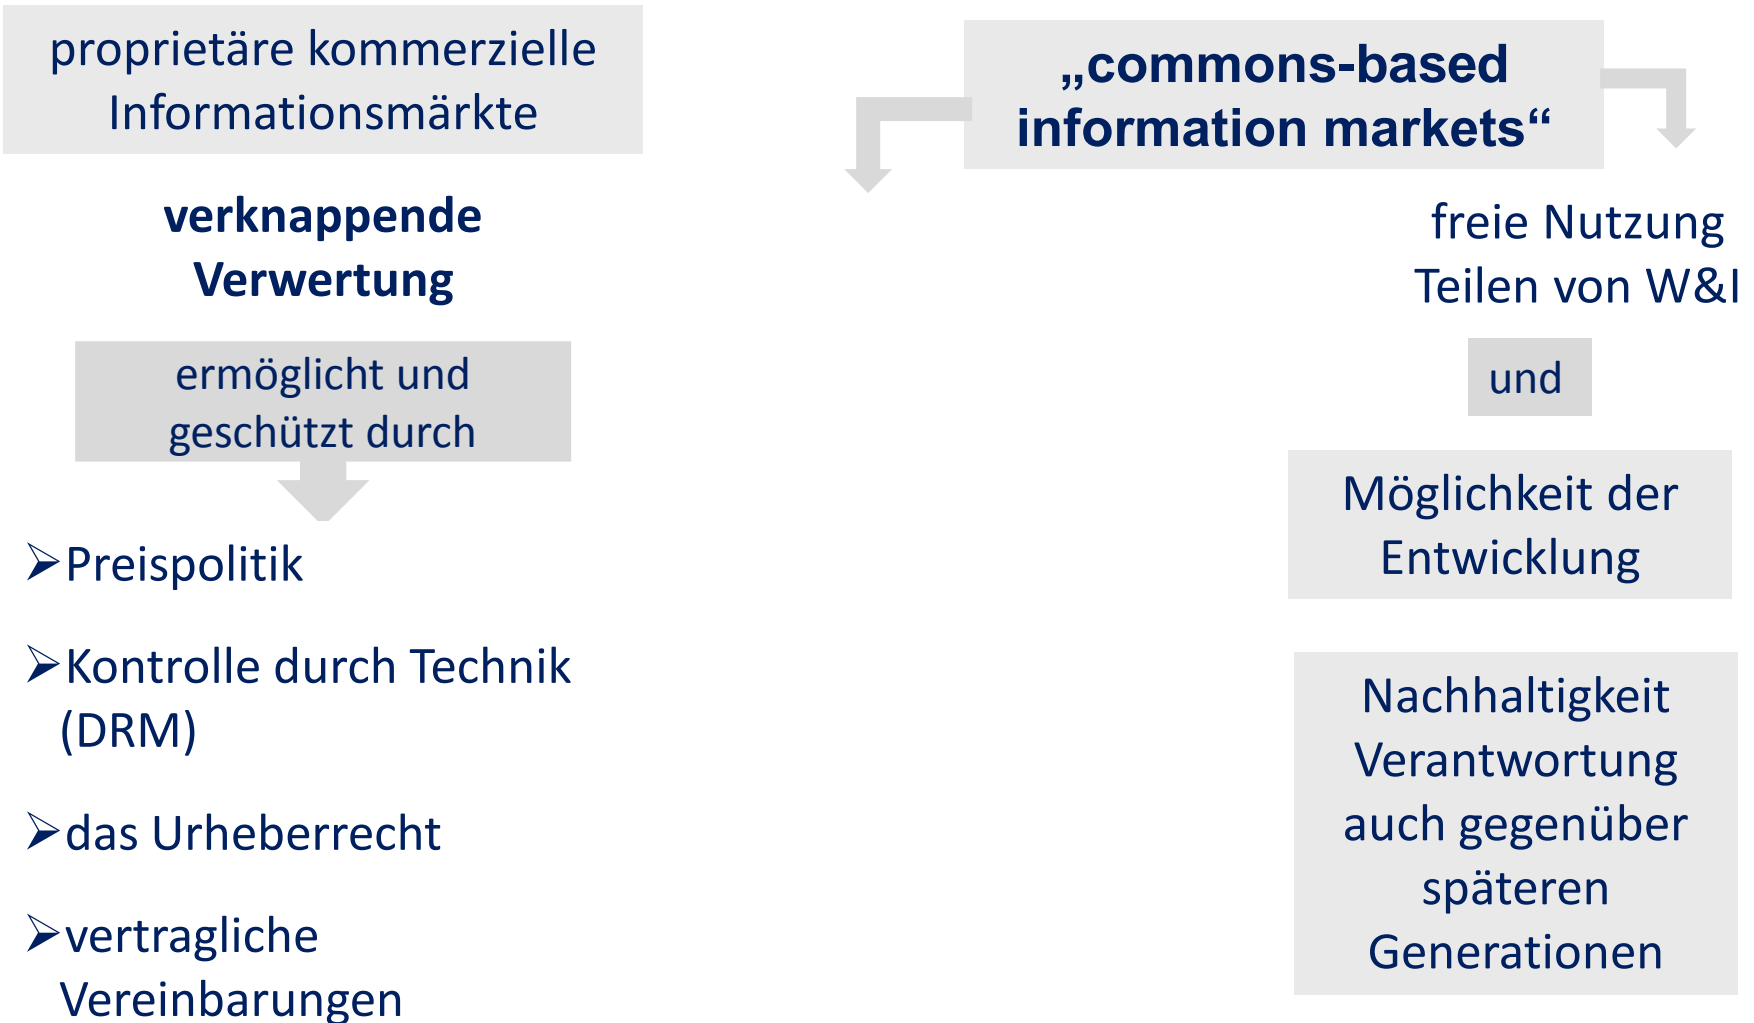 proprietäre kommerzielle
Informationsmärkte
verknappende
Verwertung
ermöglicht und
geschützt durch
➢Preispolitik
➢Kontrolle durch Technik
(DRM)
➢das Urheberrecht
➢vertragliche
Vereinbarungen
„commons-based
information markets“
freie Nutzung
Teilen von W&I
und
Möglichkeit der
Entwicklung
Nachhaltigkeit
Verantwortung
auch gegenüber
späteren
Generationen